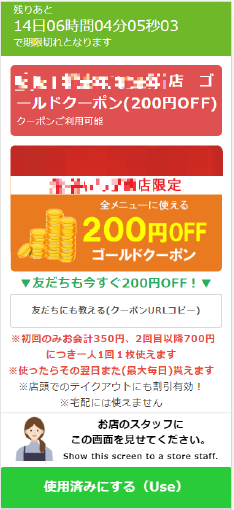 残りあと
14日06時間04分05秒03
で期限切れとなります
店 ゴ
ールドクーポン(200円OFF)
クーポンご利用可能
店限定
全メニューに使える
200円OFF
ゴールドクーポン
▼友だちも今すぐ200円OFF！▼
友だちにも教える(クーポンURLコピー)
※初回のみお会計350円、2回目以降700円
につき一人1回１枚使えます
※使ったらその翌日また(最大毎日)貰えます
※店頭でのテイクアウトにも割引有効！
※宅配には使えません
お店のスタッフに
この画面を見せてください。
Show this screen to a store staff.
使用済みにする（Use）